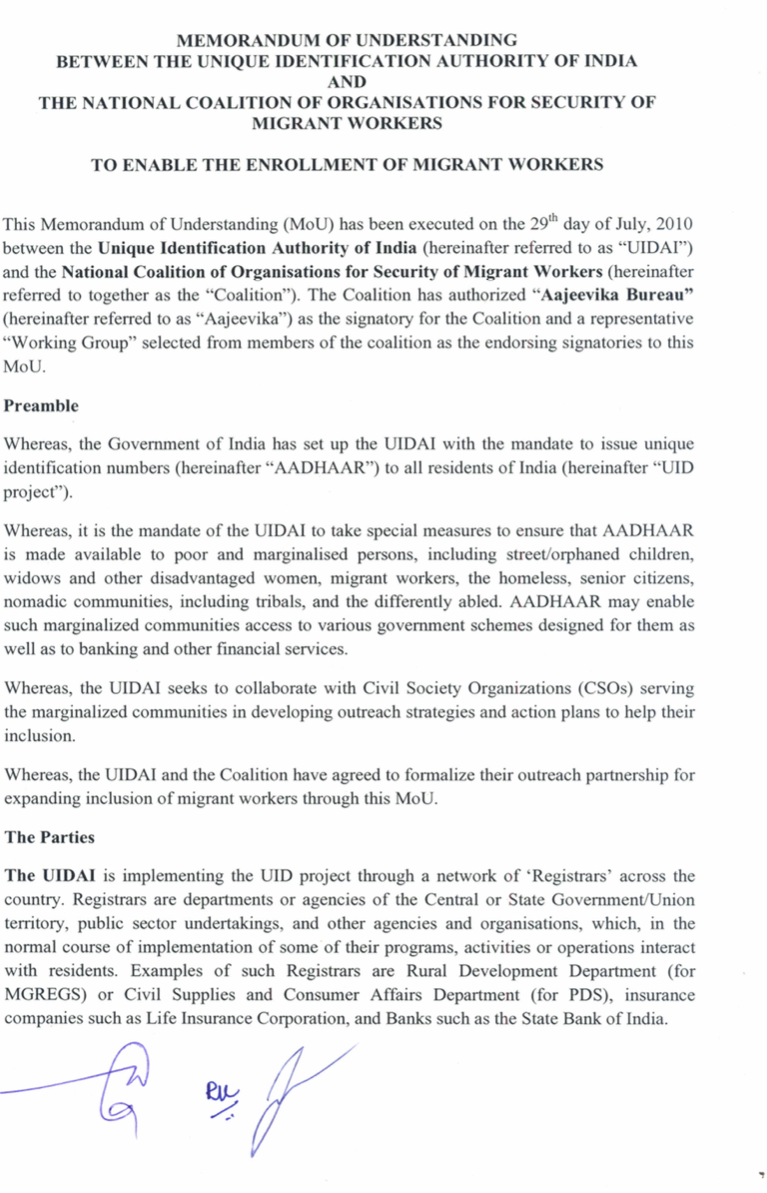 MEMORANDUM OF UNDERSTANDING
BETWEEN THE UNIQUE IDENTIFICATION AUTHORITY OF INDIA
AND
THE NATIONAL COALITION OF ORGANISATIONS FOR SECURITY OF
MIGRANT WORKERS
TO ENABLE THE ENROLLMENT OF MIGRANT WORKERS
This Memorandum of Understanding (MoU) has been executed on the 29th day of July, 2010
between the Unique Identification Authority of India (hereinafter referred to as “UIDAI”)
and the National Coalition of Organisations for Security of Migrant Workers (hereinafter
referred to together as the “Coalition”). The Coalition has authorized “Aajeevika Bureau”
(hereinafter referred to as “Aajeevika”) as the signatory for the Coalition and a representative
“Working Group” selected from members of the coalition as the endorsing signatories to this
MoU.
Preamble
Whereas, the Government of India has set up the UIDAI with the mandate to issue unique
identification numbers (hereinafter “AADHAAR”) to all residents of India (hereinafter “UID
project”).
Whereas, it is the mandate of the UIDAI to take special measures to ensure that AADHAAR
is made available to poor and marginalised persons, including street/orphaned children,
widows and other disadvantaged women, migrant workers, the homeless, senior citizens,
nomadic communities, including tribals, and the differently abled. AADHAAR may enable
such marginalized communities access to various government schemes designed for them as
well as to banking and other financial services.
Whereas, the UIDAI seeks to collaborate with Civil Society Organizations (CSOs) serving
the marginalized communities in developing outreach strategies and action plans to help their
inclusion.
Whereas, the UIDAI and the Coalition have agreed to formalize their outreach partnership for
expanding inclusion of migrant workers through this MoU.
The Parties
The UIDAI is implementing the UID project through a network of ‘Registrars’ across the
country. Registrars are departments or agencies of the Central or State Government/Union
territory, public sector undertakings, and other agencies and organisations, which, in the
normal course of implementation of some of their programs, activities or operations interact
with residents. Examples of such Registrars are Rural Development Department (for
MGREGS) or Civil Supplies and Consumer Affairs Department (for PDS), insurance
companies such as Life Insurance Corporation, and Banks such as the State Bank of India.